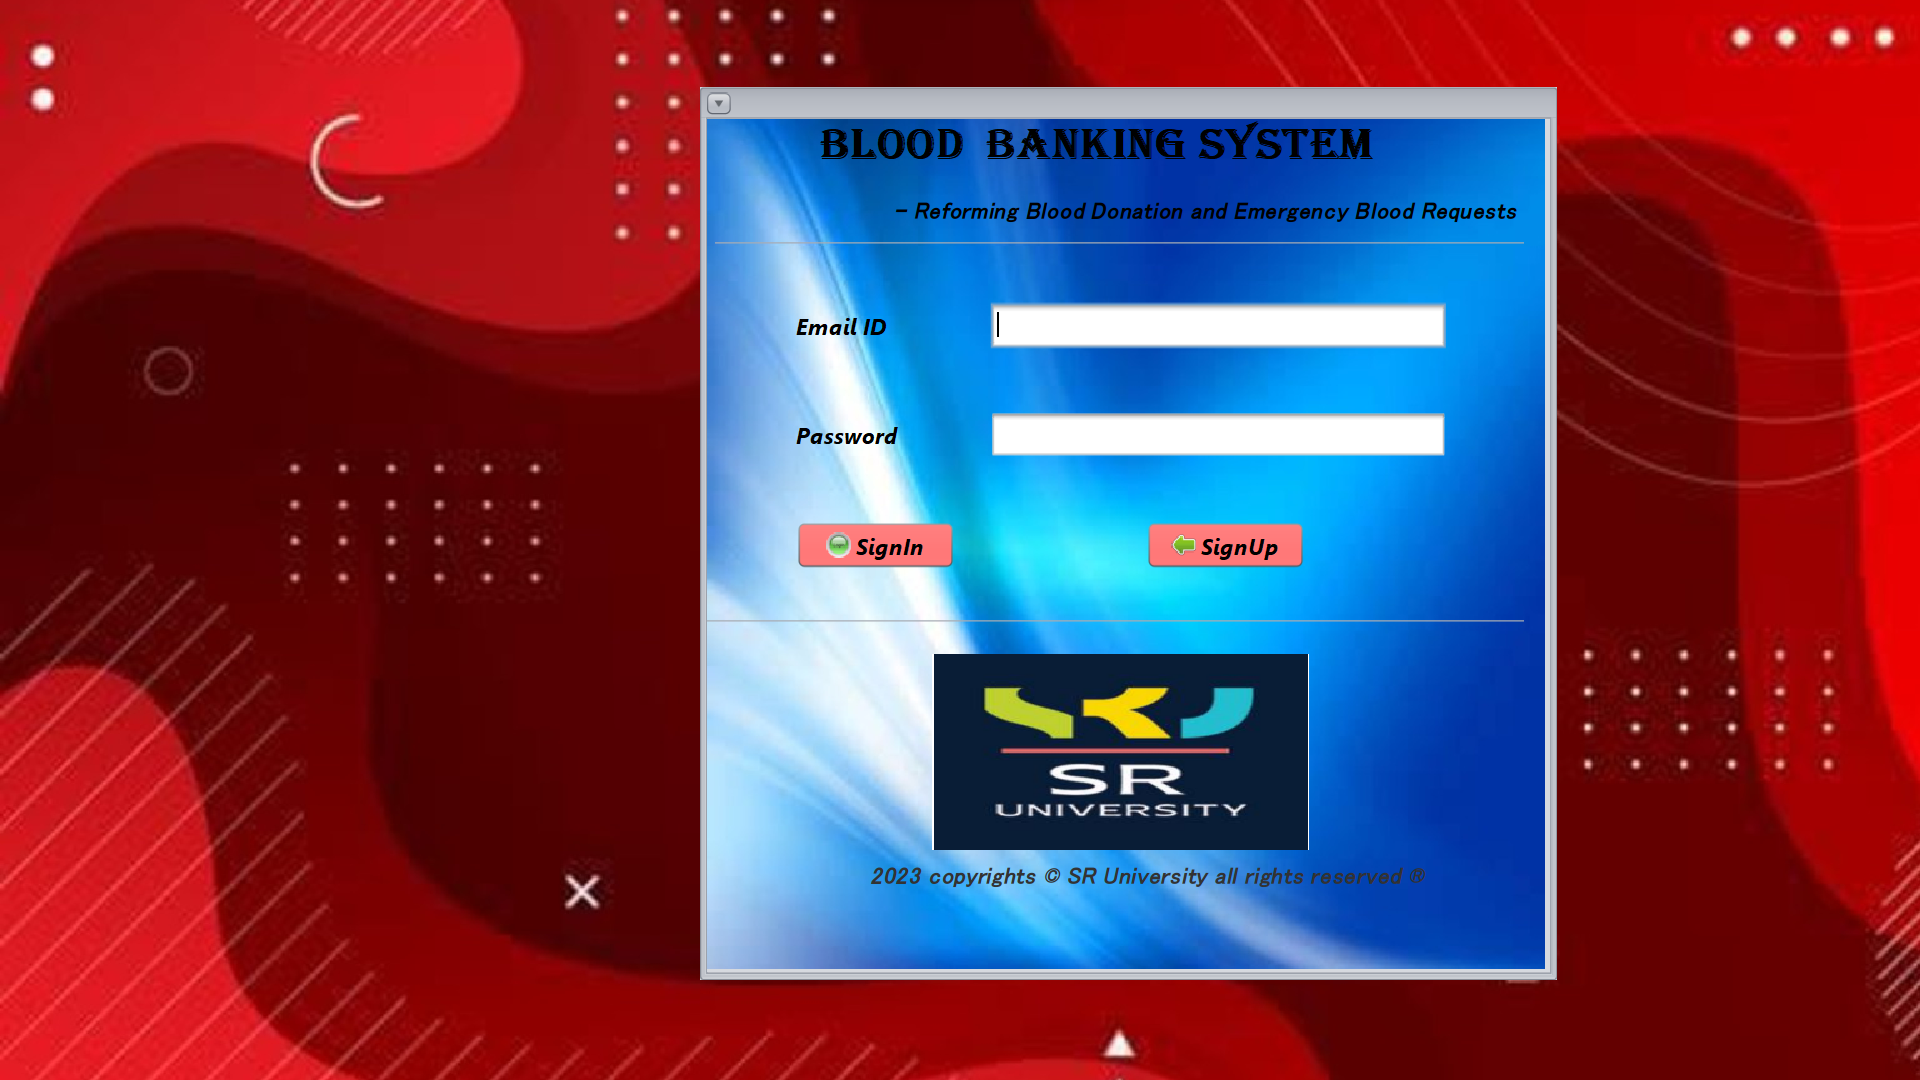 BLOOD BANKING SYSTEM
- Reforming Blood Donation and Emergency Blood Requests
Email ID
Password
SignIn
SignUp
SR
UNIVERSITY
2023 copyrights © SR University all rights reserved ®